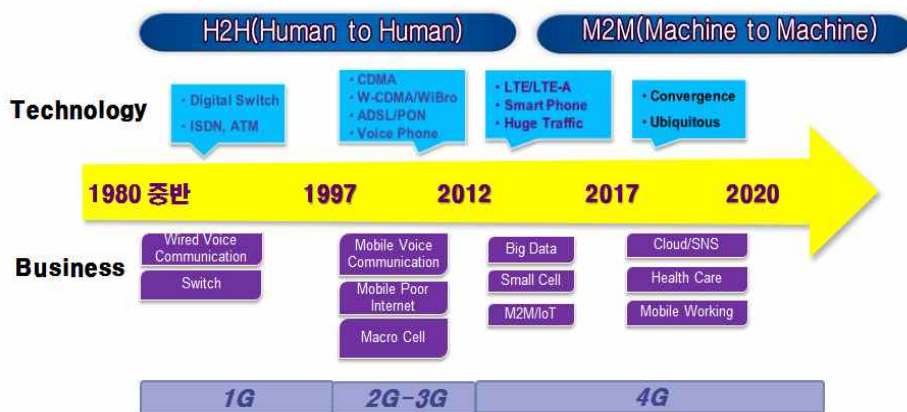 H2H(Human to Human)
M2M(Machine to Machine)
Technology
• Digital Switch
• ISDN, ATM
• CDMA
• W-CDMA/WiBro
• ADSL/PON
• Voice Phone
• LTE/LTE-A
• Smart Phone
• Huge Traffic
• Convergence
• Ubiquitous
1980 중반
1997
2012
2017
2020
Business
Wired Voice
Communication
Switch
Mobile Voice
Communication
Mobile Poor
Internet
Macro Cell
Big Data
Small Cell
M2M/IoT
Cloud/SNS
Health Care
Mobile Working
1G
2G-3G
4G